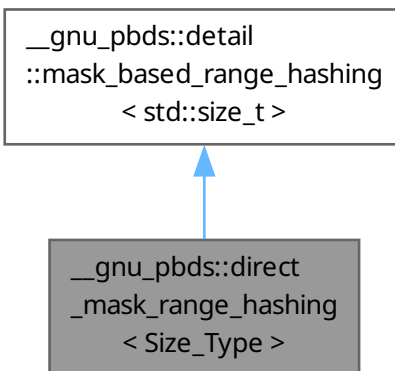 __gnu_pbds::detail
::mask_based_range_hashing
< std::size_t >
__gnu_pbds::direct
_mask_range_hashing
< Size_Type >